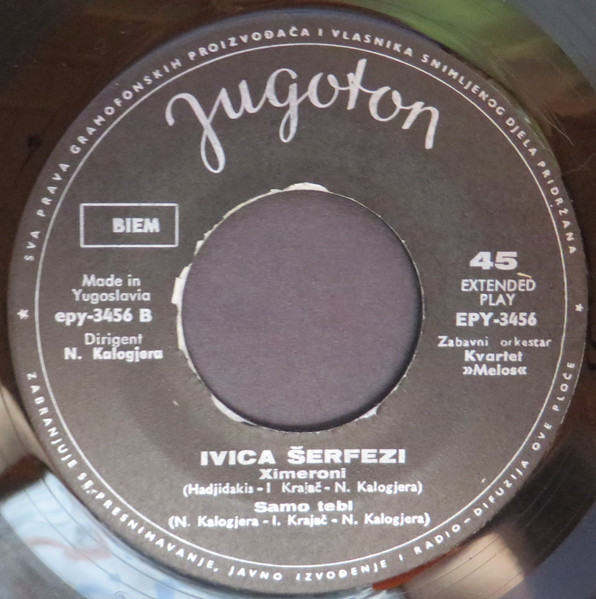 SVA PRAVA GRAMOFONSKIH PROIZVOĐAČA I VLASNIKA SNIMLJENOG DJELA PRIDRŽANA
Jugoton
BIEM
Made in
Yugoslavia
epy-3456 B
Dirigent
N. Kalogjera
45
EXTENDED
PLAY
EPY-3456
Zabavni orkestar
Kvartet
»Melos«
IVICA ŠERFEZI
Ximeroni
(Hadjidakis - I. Krajač - N. Kalogjera)
Samo tebi
(N. Kalogjera - I. Krajač - N. Kalogjera)
ZABRANJUJE SE PRESNIMAVANJE, JAVNO IZVOĐENJE I RADIO-DIFUZIJA OVE PLOČE